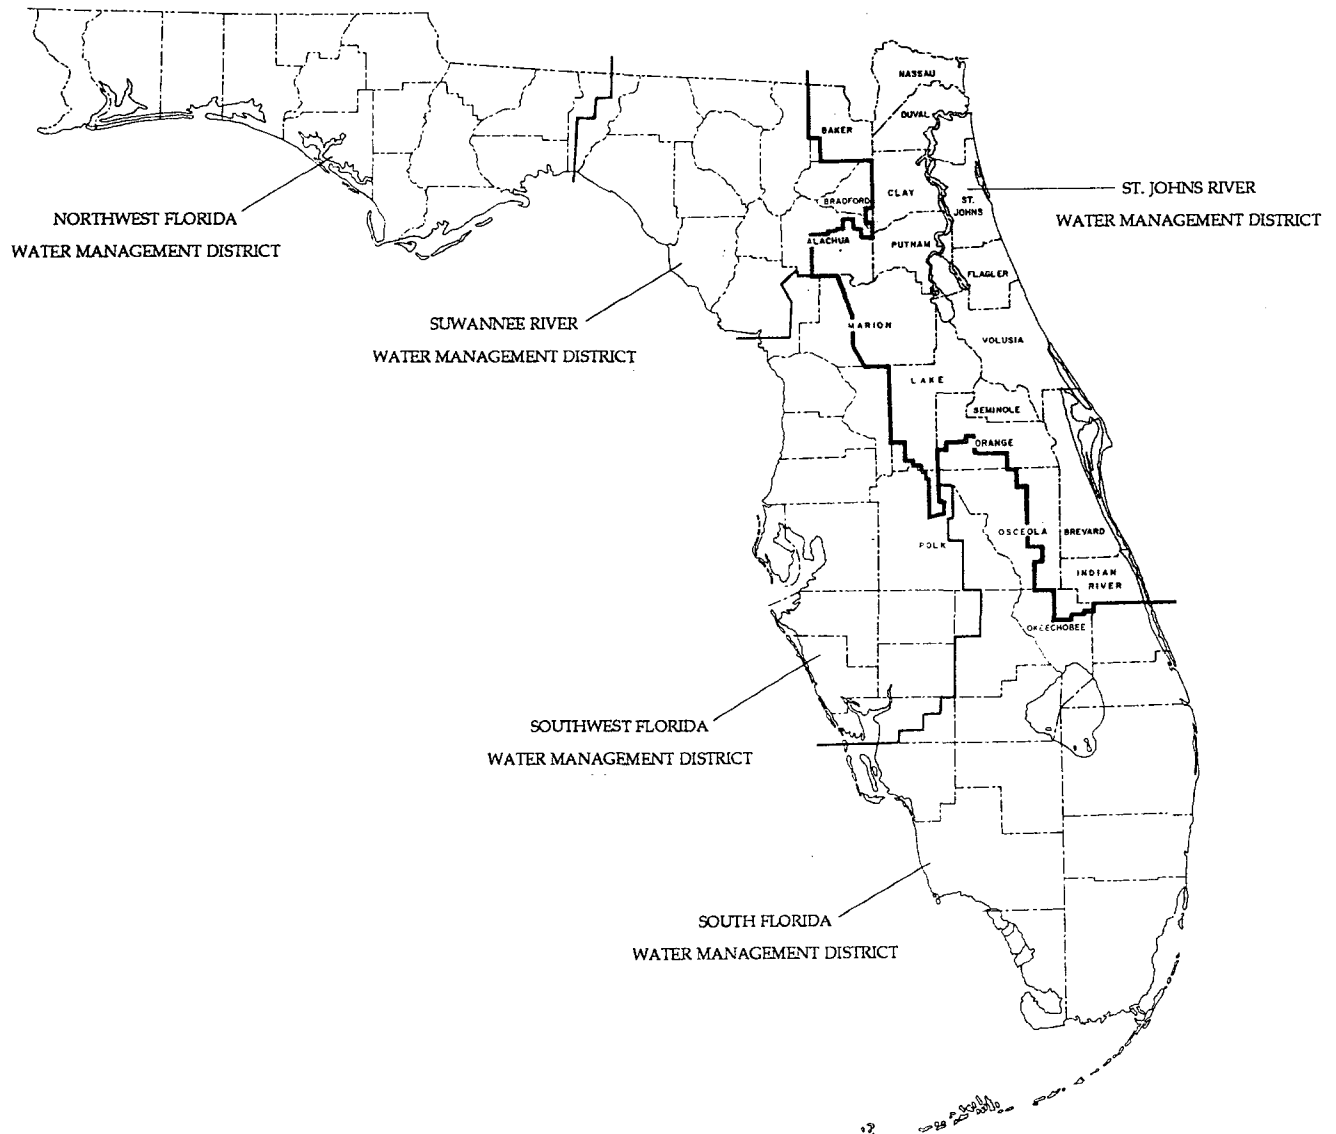 NASSAU
DUVAL
BAKER
CLAY
BRADFORD
ST.
JOHNS
ALACHUA
PUTNAM
FLAGLER
ST. JOHNS RIVER
WATER MANAGEMENT DISTRICT
NORTHWEST FLORIDA
WATER MANAGEMENT DISTRICT
SUWANNEE RIVER
WATER MANAGEMENT DISTRICT
MARION
VOLUSIA
LAKE
SEMINOLE
ORANGE
OSCEOLA
BREVARD
POLK
INDIAN
RIVER
OKEECHOBEE
SOUTHWEST FLORIDA
WATER MANAGEMENT DISTRICT
SOUTH FLORIDA
WATER MANAGEMENT DISTRICT